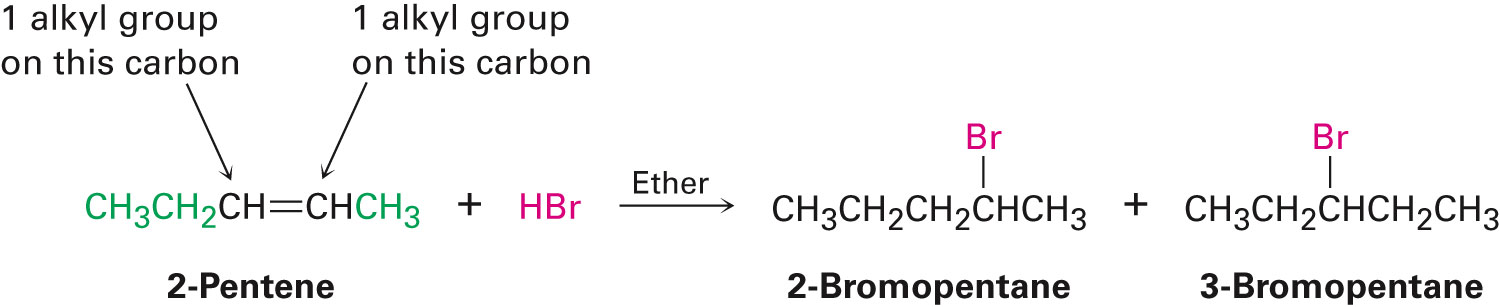 1 alkyl group
on this carbon
1 alkyl group
on this carbon
CH₃CH₂CH=CHCH₃ + HBr
Ether
Br
CH₃CH₂CH₂CHCH₃ +
Br
CH₃CH₂CHCH₂CH₃
2-Pentene
2-Bromopentane
3-Bromopentane